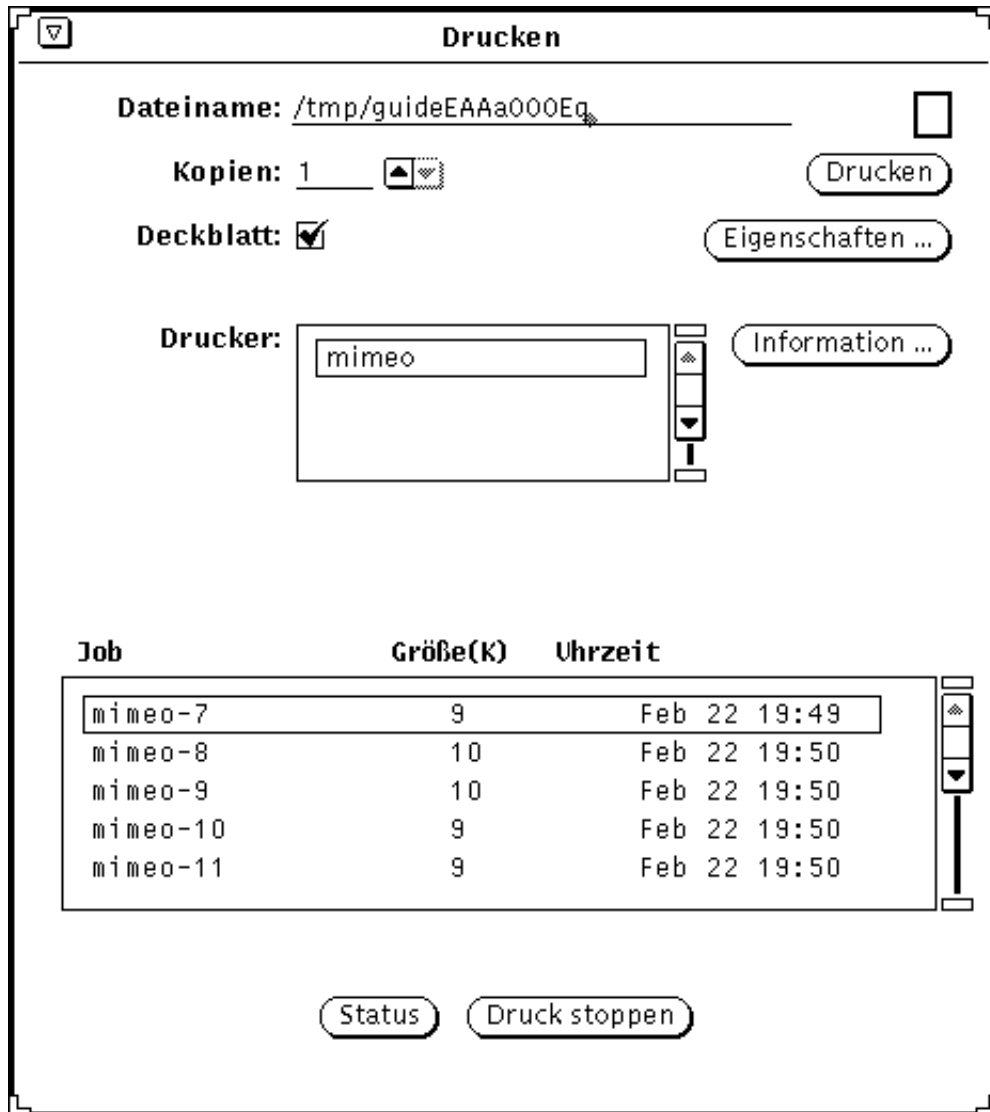 Drucken
Dateiname: /tmp/guideEAAa000Eq
Kopien: 1
Drucken
Deckblatt:
Eigenschaften ...
Drucker:
mimeo
Information ...
Job Größe(K) Uhrzeit
mimeo-7 9 Feb 22 19:49
mimeo-8 10 Feb 22 19:50
mimeo-9 10 Feb 22 19:50
mimeo-10 9 Feb 22 19:50
mimeo-11 9 Feb 22 19:50
Status Druck stoppen